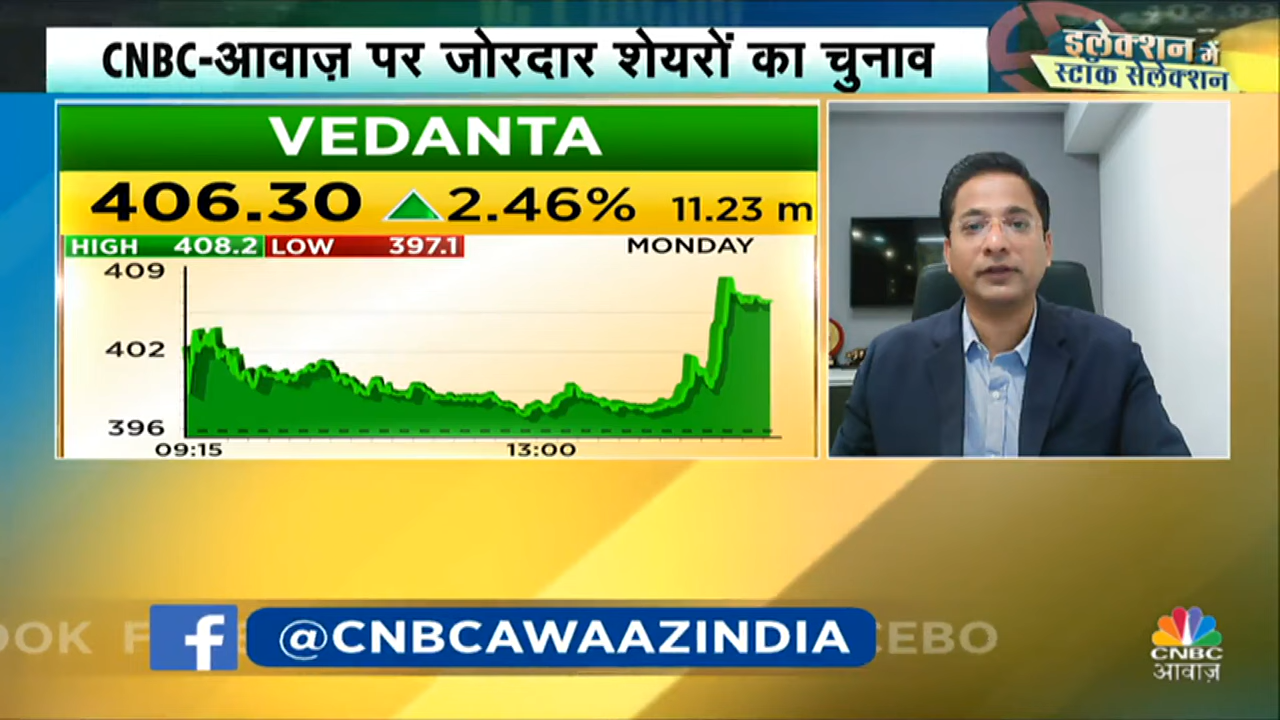 CNBC-आवाज़ पर जोरदार शेयरों का चुनाव
इलेक्शन में
स्टॉक सेलेक्शन
VEDANTA
406.30 2.46% 11.23 m
HIGH 408.2 LOW 397.1 MONDAY
409
402
396
09:15 13:00
@CNBCAWAAZINDIA
CNBC
आवाज़